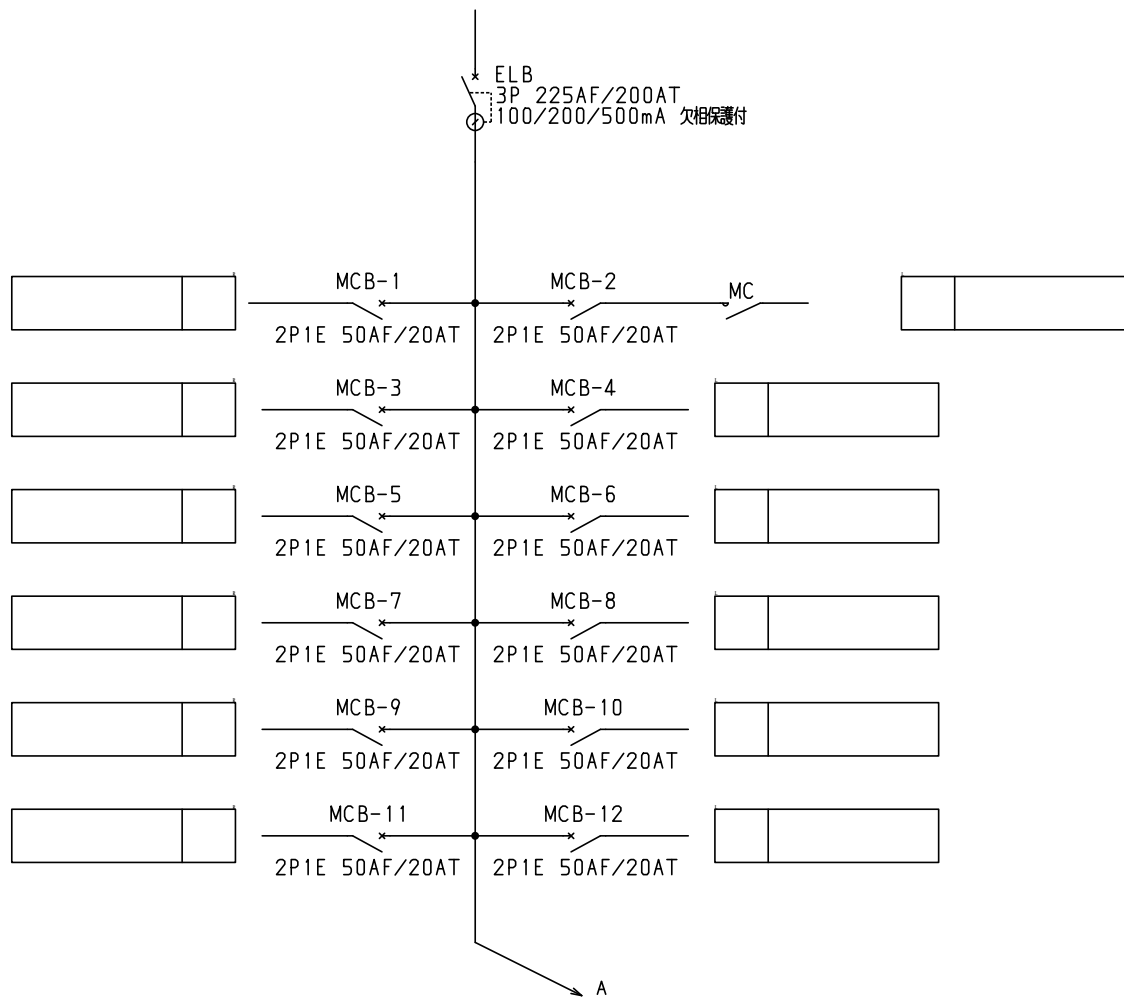 ELB
3P 225AF/200AT
100/200/500mA 欠相保護付
MCB-1
MCB-2
MC
2P1E 50AF/20AT
2P1E 50AF/20AT
MCB-3
MCB-4
2P1E 50AF/20AT
2P1E 50AF/20AT
MCB-5
MCB-6
2P1E 50AF/20AT
2P1E 50AF/20AT
MCB-7
MCB-8
2P1E 50AF/20AT
2P1E 50AF/20AT
MCB-9
MCB-10
2P1E 50AF/20AT
2P1E 50AF/20AT
MCB-11
MCB-12
2P1E 50AF/20AT
2P1E 50AF/20AT
A